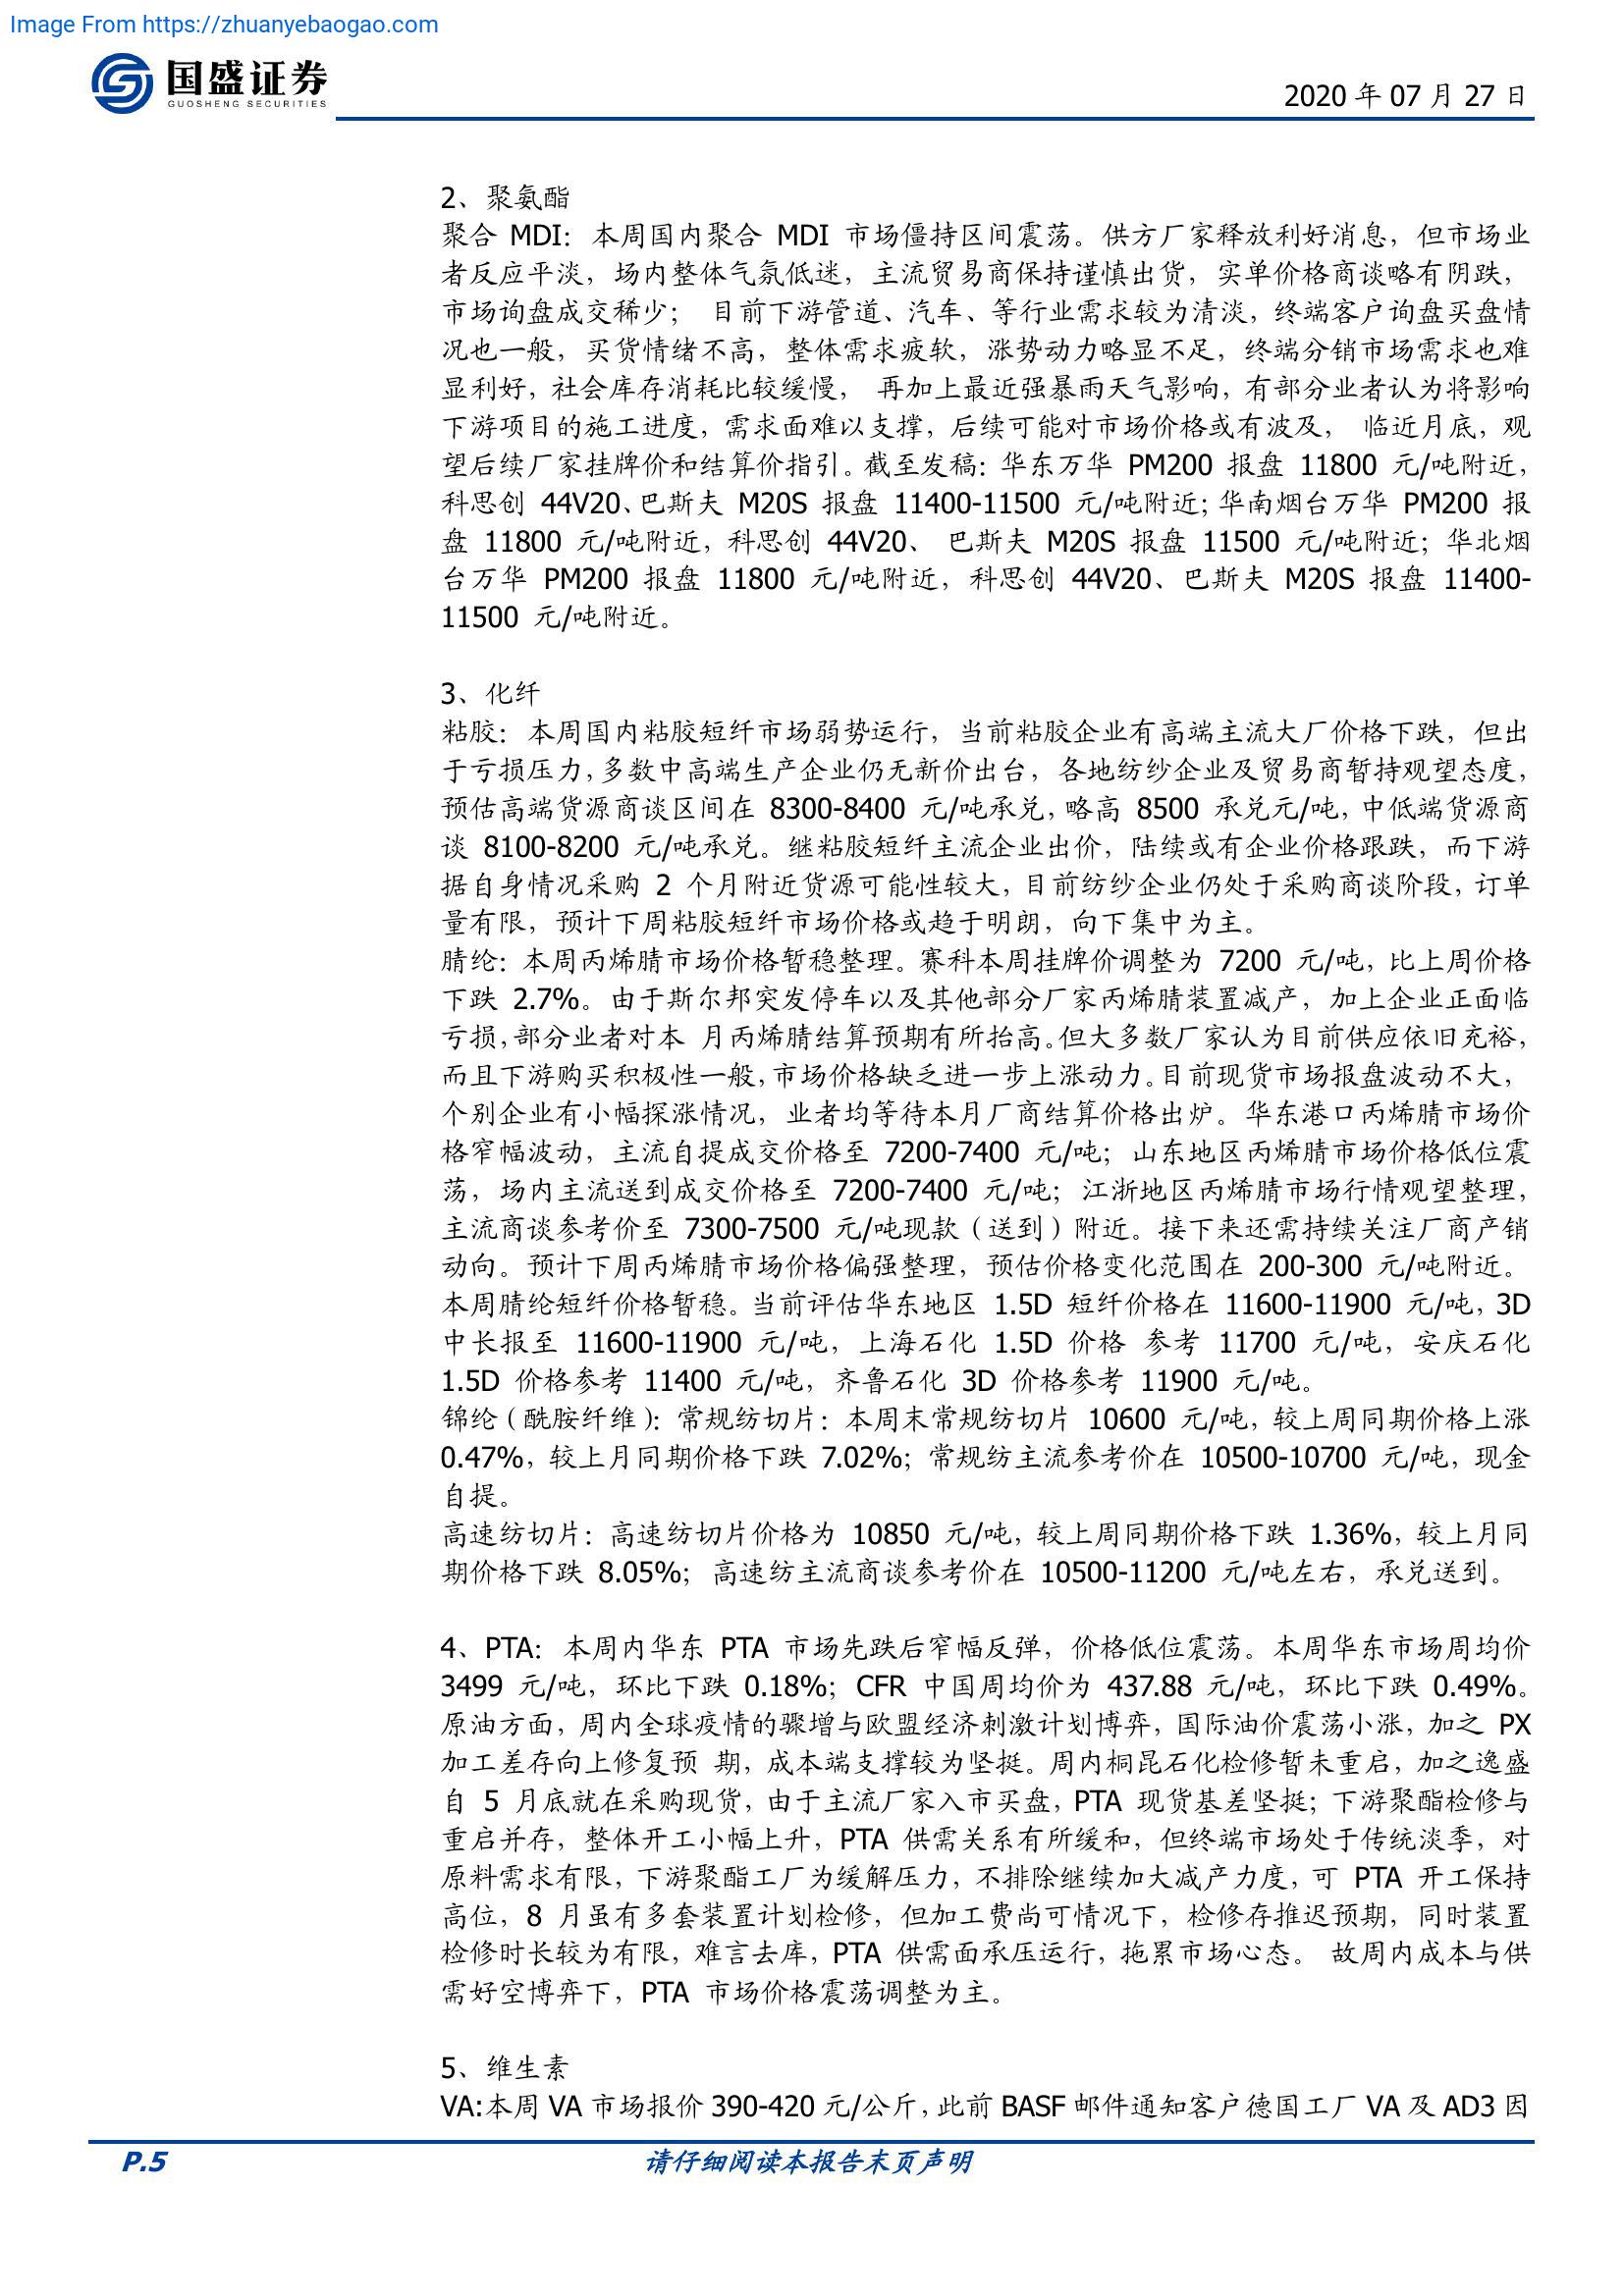 Image From https://zhuanyebaogao.com
国盛证券
GUOSHENG SECURITIES
2020 年 07 月 27 日
2、聚氨酯
聚合 MDI：本周国内聚合 MDI 市场僵持区间震荡。供方厂家释放利好消息，但市场业
者反应平淡，场内整体气氛低迷，主流贸易商保持谨慎出货，实单价格商谈略有阴跌，
市场询盘成交稀少； 目前下游管道、汽车、等行业需求较为清淡，终端客户询盘买盘情
况也一般，买货情绪不高，整体需求疲软，涨势动力略显不足，终端分销市场需求也难
显利好，社会库存消耗比较缓慢， 再加上最近强暴雨天气影响，有部分业者认为将影响
下游项目的施工进度，需求面难以支撑，后续可能对市场价格或有波及， 临近月底，观
望后续厂家挂牌价和结算价指引。截至发稿：华东万华 PM200 报盘 11800 元/吨附近，
科思创 44V20、巴斯夫 M20S 报盘 11400-11500 元/吨附近；华南烟台万华 PM200 报
盘 11800 元/吨附近，科思创 44V20、 巴斯夫 M20S 报盘 11500 元/吨附近；华北烟
台万华 PM200 报盘 11800 元/吨附近，科思创 44V20、巴斯夫 M20S 报盘 11400-
11500 元/吨附近。
3、化纤
粘胶：本周国内粘胶短纤市场弱势运行，当前粘胶企业有高端主流大厂价格下跌，但出
于亏损压力，多数中高端生产企业仍无新价出台，各地纺纱企业及贸易商暂持观望态度，
预估高端货源商谈区间在 8300-8400 元/吨承兑，略高 8500 承兑元/吨，中低端货源商
谈 8100-8200 元/吨承兑。继粘胶短纤主流企业出价，陆续或有企业价格跟跌，而下游
据自身情况采购 2 个月附近货源可能性较大，目前纺纱企业仍处于采购商谈阶段，订单
量有限，预计下周粘胶短纤市场价格或趋于明朗，向下集中为主。
腈纶：本周丙烯腈市场价格暂稳整理。赛科本周挂牌价调整为 7200 元/吨，比上周价格
下跌 2.7%。由于斯尔邦突发停车以及其他部分厂家丙烯腈装置减产，加上企业正面临
亏损，部分业者对本 月丙烯腈结算预期有所抬高。但大多数厂家认为目前供应依旧充裕，
而且下游购买积极性一般，市场价格缺乏进一步上涨动力。目前现货市场报盘波动不大，
个别企业有小幅探涨情况，业者均等待本月厂商结算价格出炉。华东港口丙烯腈市场价
格窄幅波动，主流自提成交价格至 7200-7400 元/吨；山东地区丙烯腈市场价格低位震
荡，场内主流送到成交价格至 7200-7400 元/吨；江浙地区丙烯腈市场行情观望整理，
主流商谈参考价至 7300-7500 元/吨现款（送到）附近。接下来还需持续关注厂商产销
动向。预计下周丙烯腈市场价格偏强整理，预估价格变化范围在 200-300 元/吨附近。
本周腈纶短纤价格暂稳。当前评估华东地区 1.5D 短纤价格在 11600-11900 元/吨，3D
中长报至 11600-11900 元/吨，上海石化 1.5D 价格 参考 11700 元/吨，安庆石化
1.5D 价格参考 11400 元/吨，齐鲁石化 3D 价格参考 11900 元/吨。
锦纶（酰胺纤维）：常规纺切片：本周末常规纺切片 10600 元/吨，较上周同期价格上涨
0.47%，较上月同期价格下跌 7.02%；常规纺主流参考价在 10500-10700 元/吨，现金
自提。
高速纺切片：高速纺切片价格为 10850 元/吨，较上周同期价格下跌 1.36%，较上月同
期价格下跌 8.05%；高速纺主流商谈参考价在 10500-11200 元/吨左右，承兑送到。
4、PTA：本周内华东 PTA 市场先跌后窄幅反弹，价格低位震荡。本周华东市场周均价
3499 元/吨，环比下跌 0.18%；CFR 中国周均价为 437.88 元/吨，环比下跌 0.49%。
原油方面，周内全球疫情的骤增与欧盟经济刺激计划博弈，国际油价震荡小涨，加之 PX
加工差存向上修复预 期，成本端支撑较为坚挺。周内桐昆石化检修暂未重启，加之逸盛
自 5 月底就在采购现货，由于主流厂家入市买盘，PTA 现货基差坚挺；下游聚酯检修与
重启并存，整体开工小幅上升，PTA 供需关系有所缓和，但终端市场处于传统淡季，对
原料需求有限，下游聚酯工厂为缓解压力，不排除继续加大减产力度，可 PTA 开工保持
高位，8 月虽有多套装置计划检修，但加工费尚可情况下，检修存推迟预期，同时装置
检修时长较为有限，难言去库，PTA 供需面承压运行，拖累市场心态。 故周内成本与供
需好空博弈下，PTA 市场价格震荡调整为主。
5、维生素
VA:本周 VA 市场报价 390-420 元/公斤，此前 BASF 邮件通知客户德国工厂 VA 及 AD3 因
P.5
请仔细阅读本报告末页声明